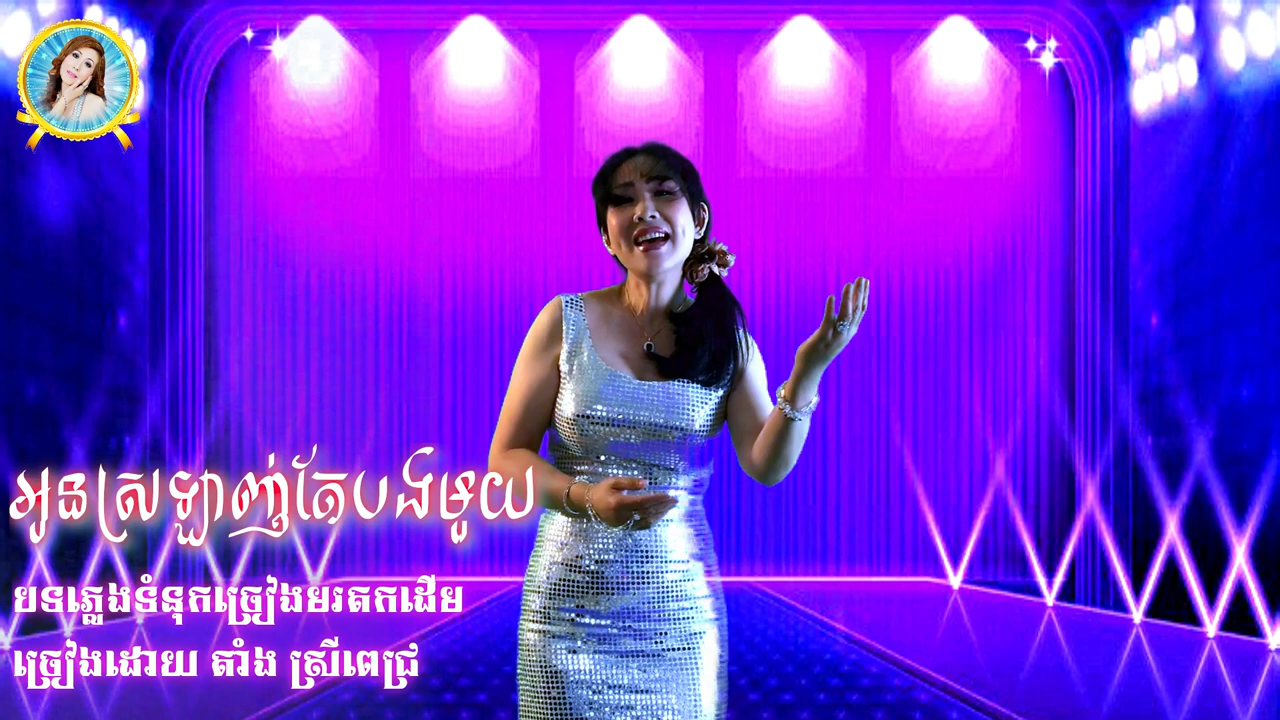 អូនស្រឡាញ់តែបងមួយ
បទភ្លេងទំនុកច្រៀងមរតកដើម
ច្រៀងដោយ តាំង ស្រីពេជ្រ